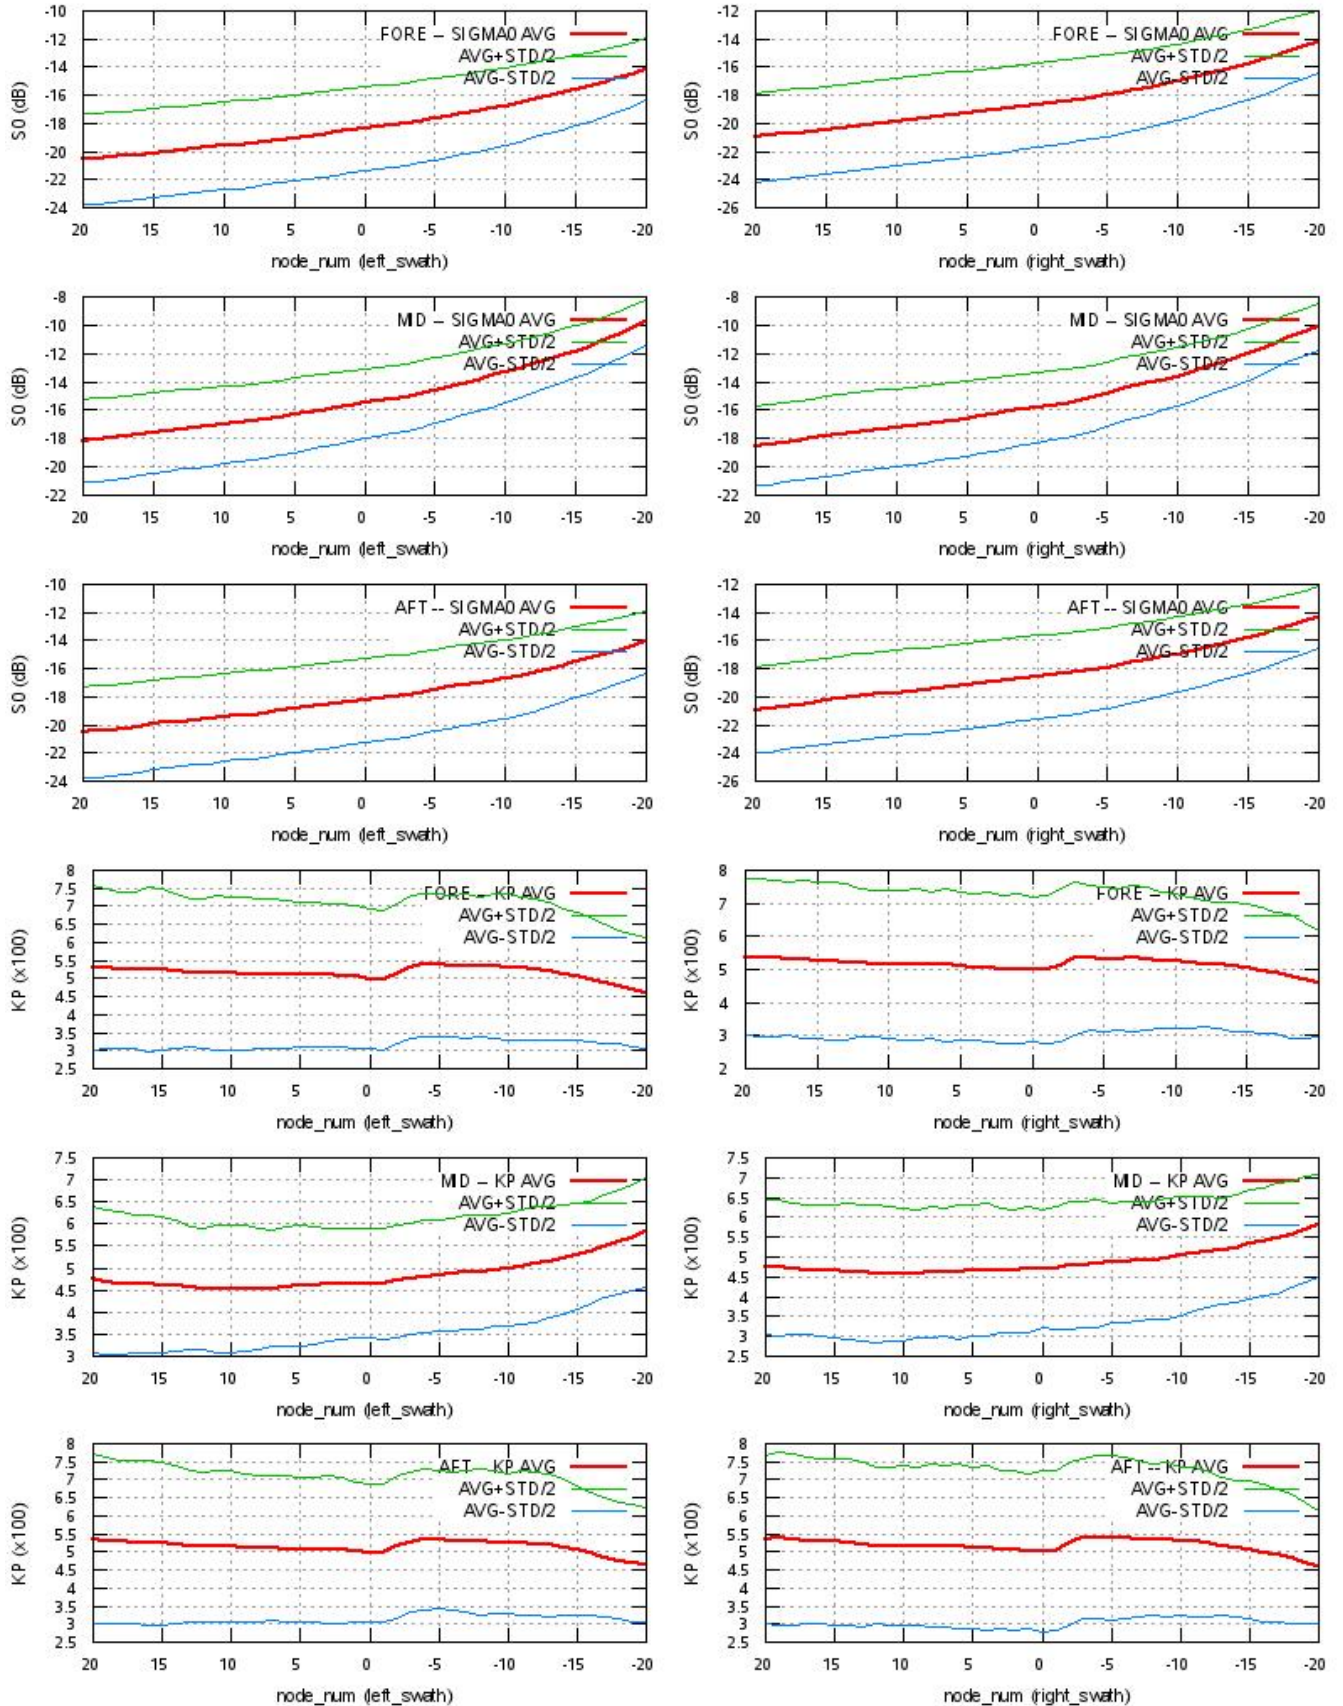 -10
-12 FORE -- SIGMA0 AVG
-14 AVG+STD/2
-16 AVG-STD/2
-18
-20
-22
-24
S0 (dB)
20 15 10 5 0 -5 -10 -15 -20
node_num (left_swath)
-12
-14 FORE -- SIGMA0 AVG
-16 AVG+STD/2
-18 AVG-STD/2
-20
-22
-24
-26
S0 (dB)
20 15 10 5 0 -5 -10 -15 -20
node_num (right_swath)
-8
-10 MID -- SIGMA0 AVG
-12 AVG+STD/2
-14 AVG-STD/2
-16
-18
-20
-22
S0 (dB)
20 15 10 5 0 -5 -10 -15 -20
node_num (left_swath)
-8
-10 MID -- SIGMA0 AVG
-12 AVG+STD/2
-14 AVG-STD/2
-16
-18
-20
-22
S0 (dB)
20 15 10 5 0 -5 -10 -15 -20
node_num (right_swath)
-10
-12 AFT -- SIGMA0 AVG
-14 AVG+STD/2
-16 AVG-STD/2
-18
-20
-22
-24
S0 (dB)
20 15 10 5 0 -5 -10 -15 -20
node_num (left_swath)
-12
-14 AFT -- SIGMA0 AVG
-16 AVG+STD/2
-18 AVG-STD/2
-20
-22
-24
-26
S0 (dB)
20 15 10 5 0 -5 -10 -15 -20
node_num (right_swath)
8
7.5 FORE -- KP AVG
7
6.5 AVG+STD/2
6 AVG-STD/2
5.5
5
4.5
4
3.5
3
2.5
KP (x100)
20 15 10 5 0 -5 -10 -15 -20
node_num (left_swath)
8
7 FORE -- KP AVG
AVG+STD/2
6 AVG-STD/2
5
4
3
2
KP (x100)
20 15 10 5 0 -5 -10 -15 -20
node_num (right_swath)
7.5
7 MID -- KP AVG
6.5 AVG+STD/2
6 AVG-STD/2
5.5
5
4.5
4
3.5
3
KP (x100)
20 15 10 5 0 -5 -10 -15 -20
node_num (left_swath)
7.5
7 MID -- KP AVG
6.5 AVG+STD/2
6 AVG-STD/2
5.5
5
4.5
4
3.5
3
2.5
KP (x100)
20 15 10 5 0 -5 -10 -15 -20
node_num (right_swath)
8
7.5 AFT -- KP AVG
7 AVG+STD/2
6.5
6 AVG-STD/2
5.5
5
4.5
4
3.5
3
2.5
KP (x100)
20 15 10 5 0 -5 -10 -15 -20
node_num (left_swath)
8
7.5 AFT -- KP AVG
7 AVG+STD/2
6.5
6 AVG-STD/2
5.5
5
4.5
4
3.5
3
2.5
KP (x100)
20 15 10 5 0 -5 -10 -15 -20
node_num (right_swath)